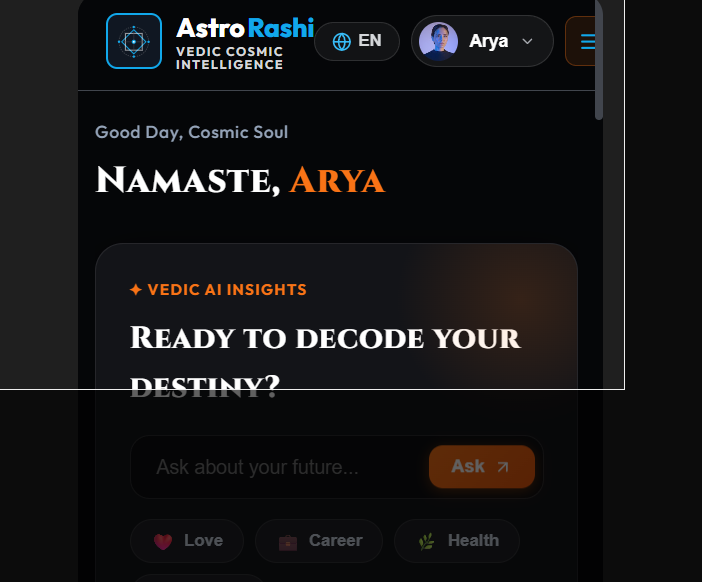 AstroRashi
VEDIC COSMIC
INTELLIGENCE
EN
Arya
Good Day, Cosmic Soul
NAMASTE, ARYA
✦ VEDIC AI INSIGHTS
READY TO DECODE YOUR
DESTINY?
Ask about your future...
Ask
Love
Career
Health